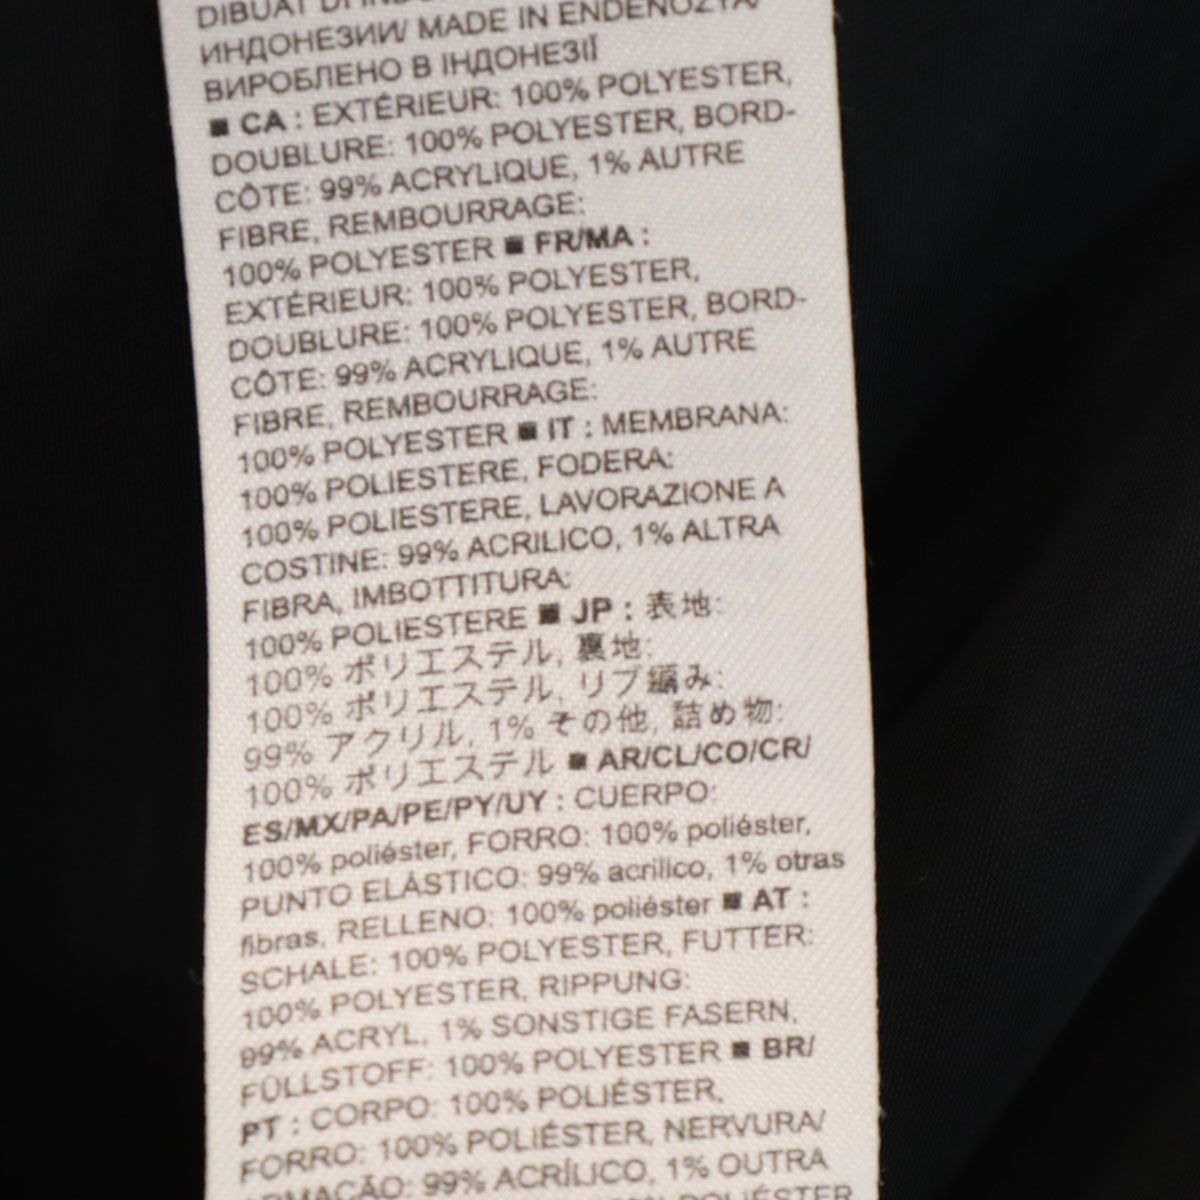 DIBUAT DI
ИНДОНЕЗИИ/ MADE IN ENDENOZYA/
ВИРОБЛЕНО В ІНДОНЕЗІЇ
■ CA : EXTÉRIEUR: 100% POLYESTER,
DOUBLURE: 100% POLYESTER, BORD-
CÔTE: 99% ACRYLIQUE, 1% AUTRE
FIBRE, REMBOURRAGE:
100% POLYESTER ■ FR/MA :
EXTÉRIEUR: 100% POLYESTER,
DOUBLURE: 100% POLYESTER, BORD-
CÔTE: 99% ACRYLIQUE, 1% AUTRE
FIBRE, REMBOURRAGE:
100% POLYESTER ■ IT : MEMBRANA:
100% POLIESTERE, FODERA:
100% POLIESTERE, LAVORAZIONE A
COSTINE: 99% ACRILICO, 1% ALTRA
FIBRA, IMBOTTITURA:
100% POLIESTERE ■ JP : 表地:
100% ポリエステル, 裏地:
100% ポリエステル, リブ編み:
99% アクリル, 1% その他, 詰め物:
100% ポリエステル ■ AR/CL/CO/CR/
ES/MX/PA/PE/PY/UY : CUERPO:
100% poliéster, FORRO: 100% poliéster,
PUNTO ELÁSTICO: 99% acrílico, 1% otras
fibras, RELLENO: 100% poliéster ■ AT :
SCHALE: 100% POLYESTER, FUTTER:
100% POLYESTER, RIPPUNG:
99% ACRYL, 1% SONSTIGE FASERN,
FÜLLSTOFF: 100% POLYESTER ■ BR/
PT : CORPO: 100% POLIÉSTER,
FORRO: 100% POLIÉSTER, NERVURA/
ARMAÇÃO: 99% ACRÍLICO, 1% OUTRA
POLIÉSTER